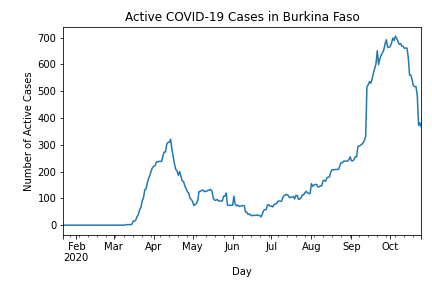 Active COVID-19 Cases in Burkina Faso
Number of Active Cases
700
600
500
400
300
200
100
0
Feb Mar Apr May Jun Jul Aug Sep Oct
2020
Day